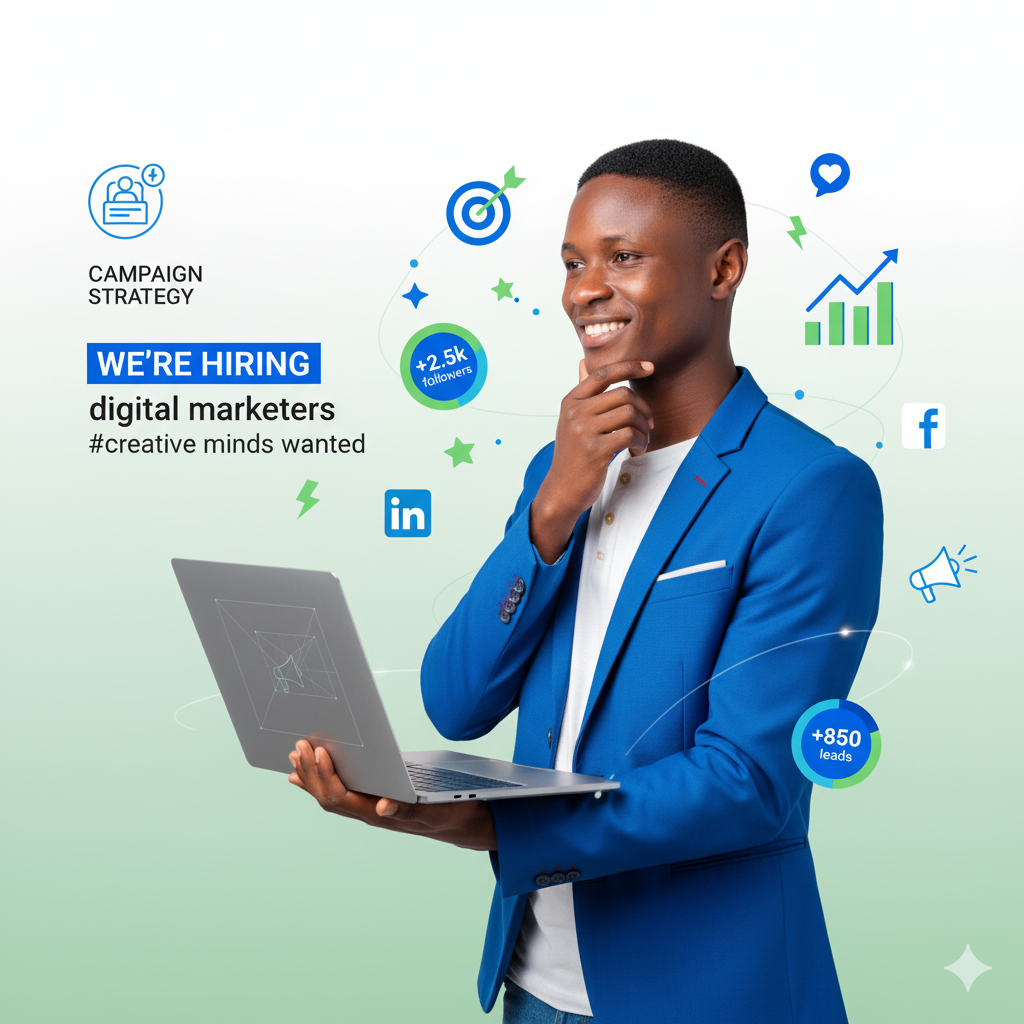 CAMPAIGN
STRATEGY
WE'RE HIRING
digital marketers
#creative minds wanted
+2.5k
followers
in
f
+850
leads